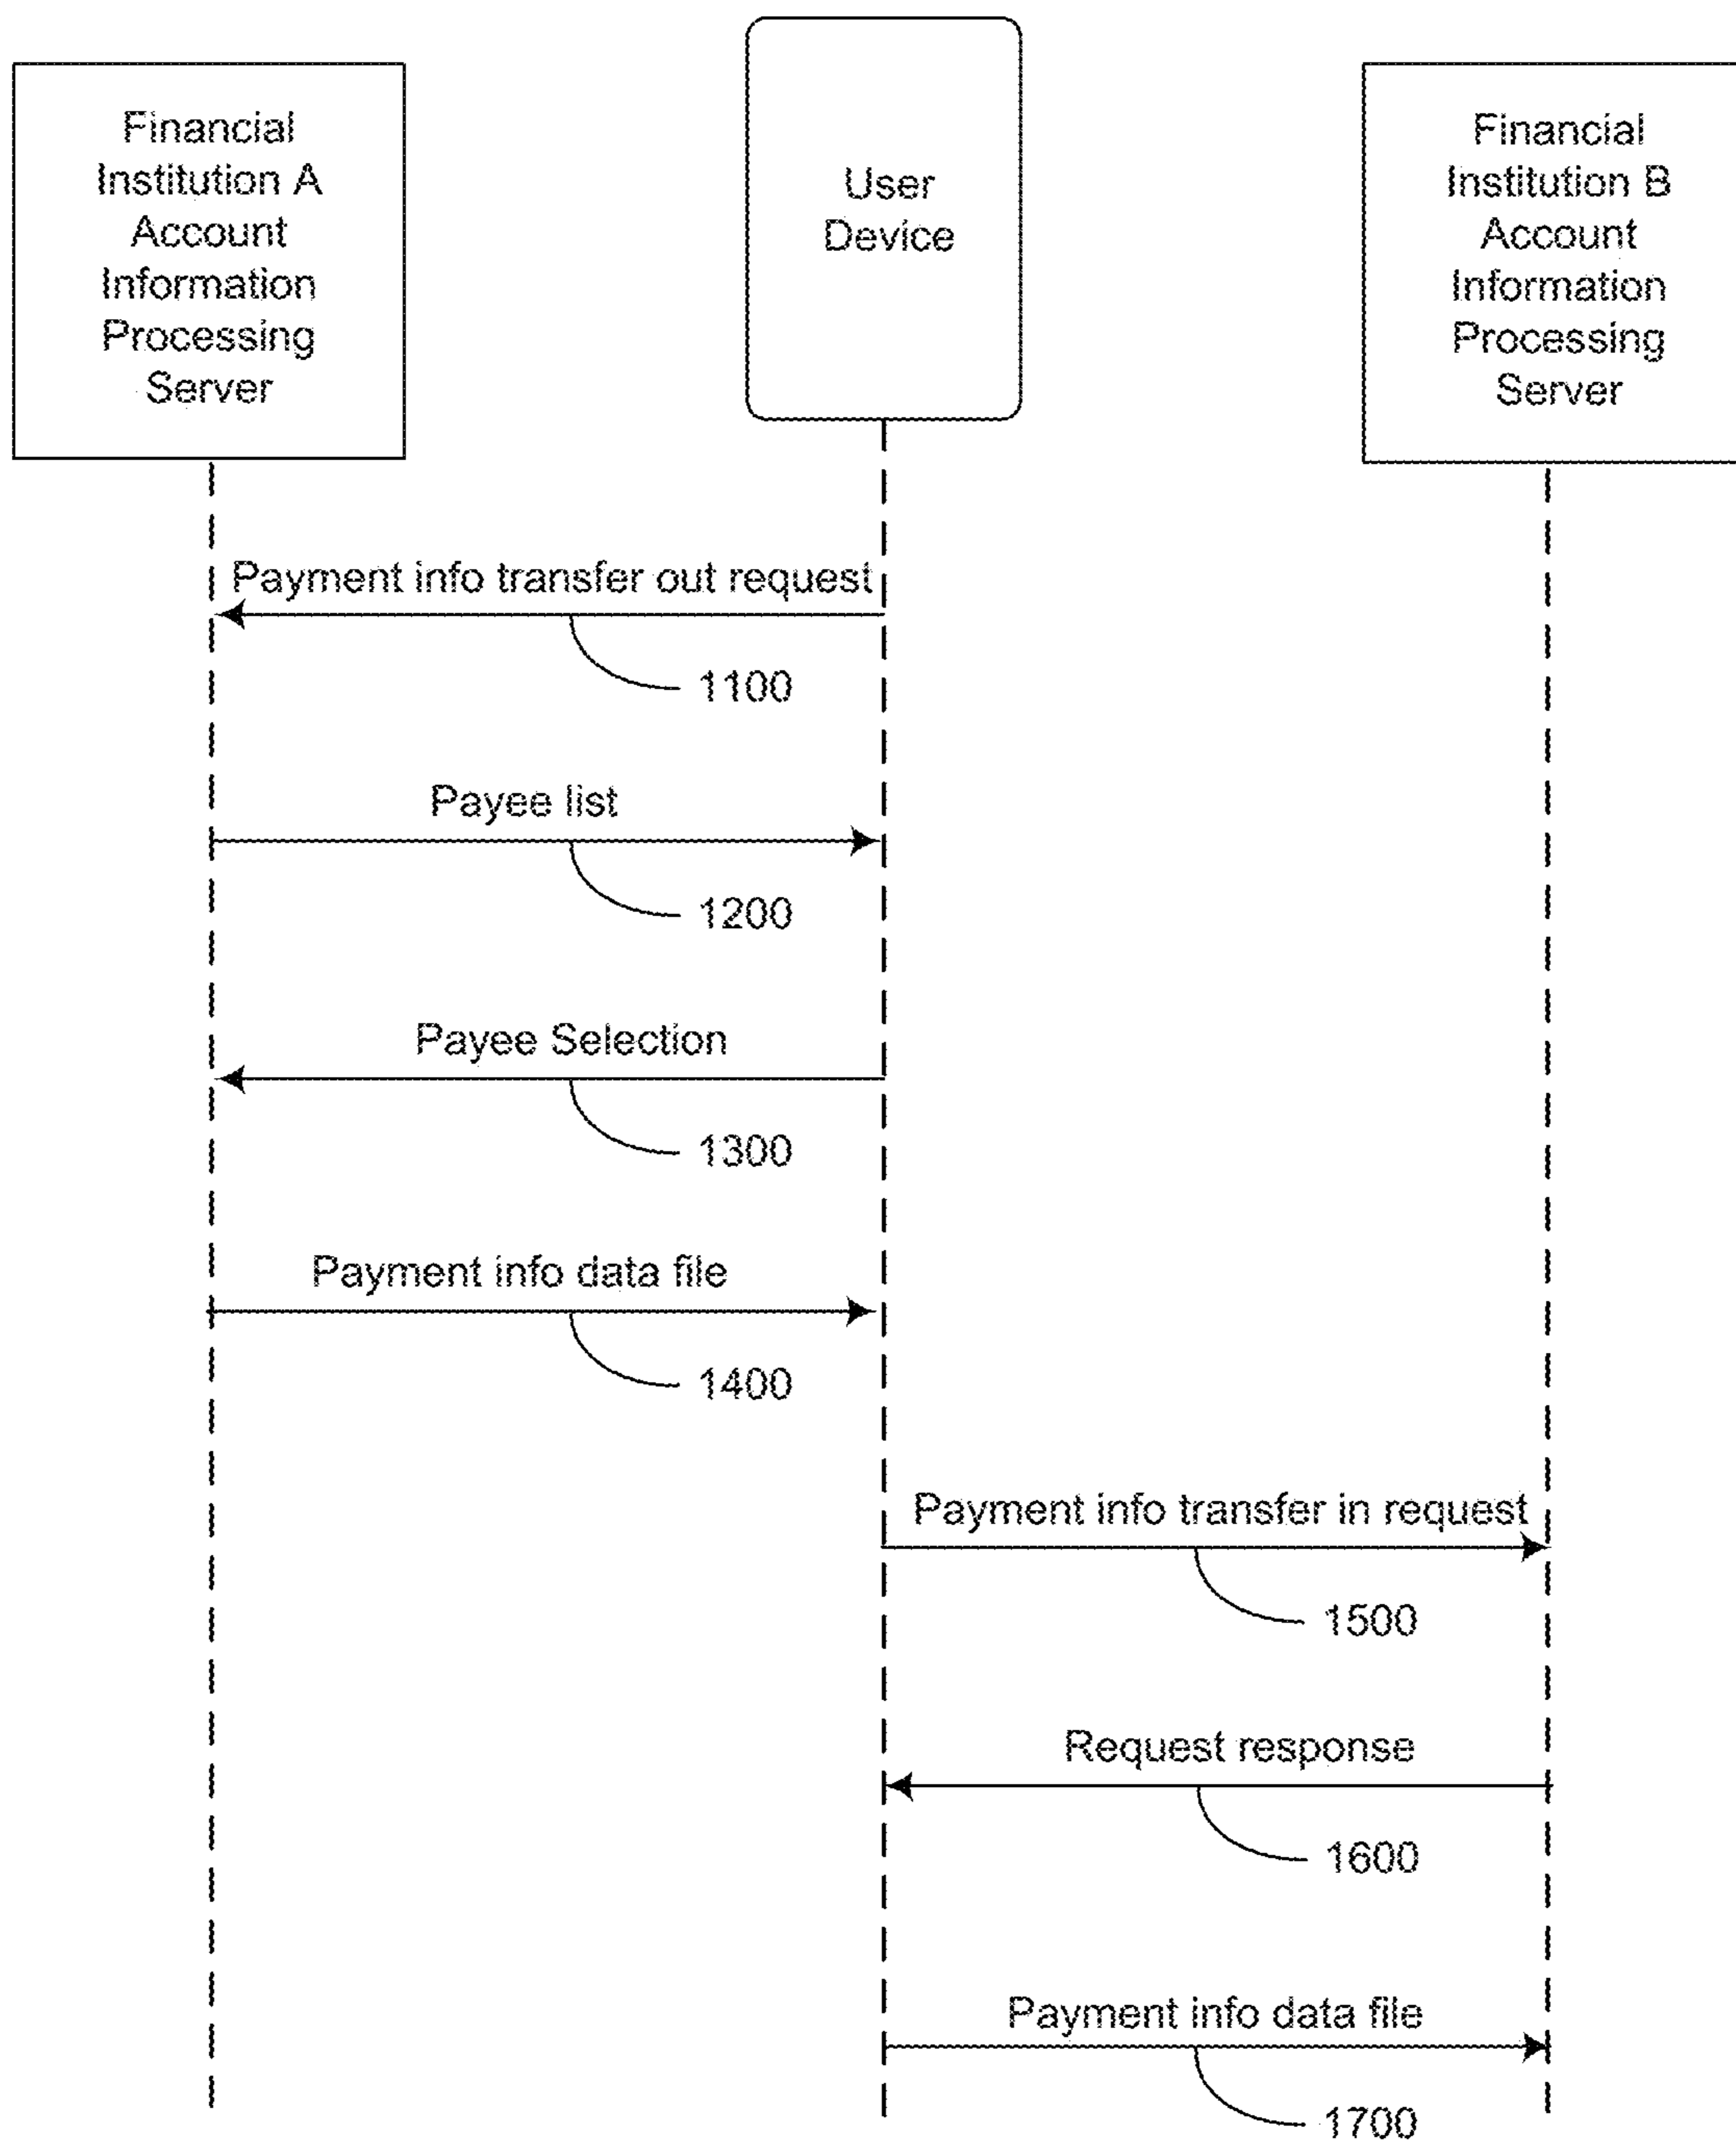 Financial
Institution A
Account
Information
Processing
Server
User
Device
Financial
Institution B
Account
Information
Processing
Server
Payment info transfer out request
1100
Payee list
1200
Payee Selection
1300
Payment info data file
1400
Payment info transfer in request
1500
Request response
1600
Payment info data file
1700